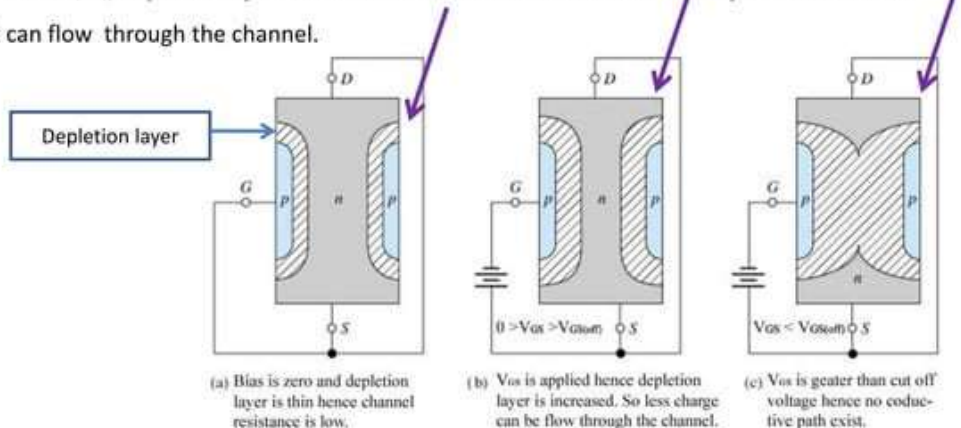 can flow through the channel.
Depletion layer
D
G
p
n
p
S
(a) Bias is zero and depletion
layer is thin hence channel
resistance is low.
D
G
p
n
p
0 >VGS >VGS(off)
S
(b) VGS is applied hence depletion
layer is increased. So less charge
can be flow through the channel.
D
G
p
p
n
VGS < VGS(off)
S
(c) VGS is geater than cut off
voltage hence no coduc-
tive path exist.